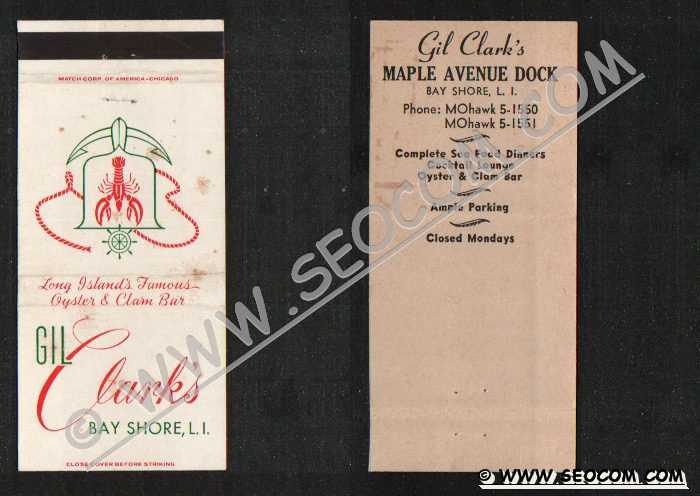 MATCH CORP. OF AMERICA-CHICAGO
Long Island's Famous
Oyster & Clam Bar
GIL
Clark's
BAY SHORE, L. I.
CLOSE COVER BEFORE STRIKING
Gil Clark's
MAPLE AVENUE DOCK
BAY SHORE, L. I.
Phone: MOhawk 5-1550
MOhawk 5-1551
Complete Sea Food Dinners
Cocktail Lounge
Oyster & Clam Bar
Ample Parking
Closed Mondays
© WWW.SEOCOM.COM
© WWW.SEOCOM.COM